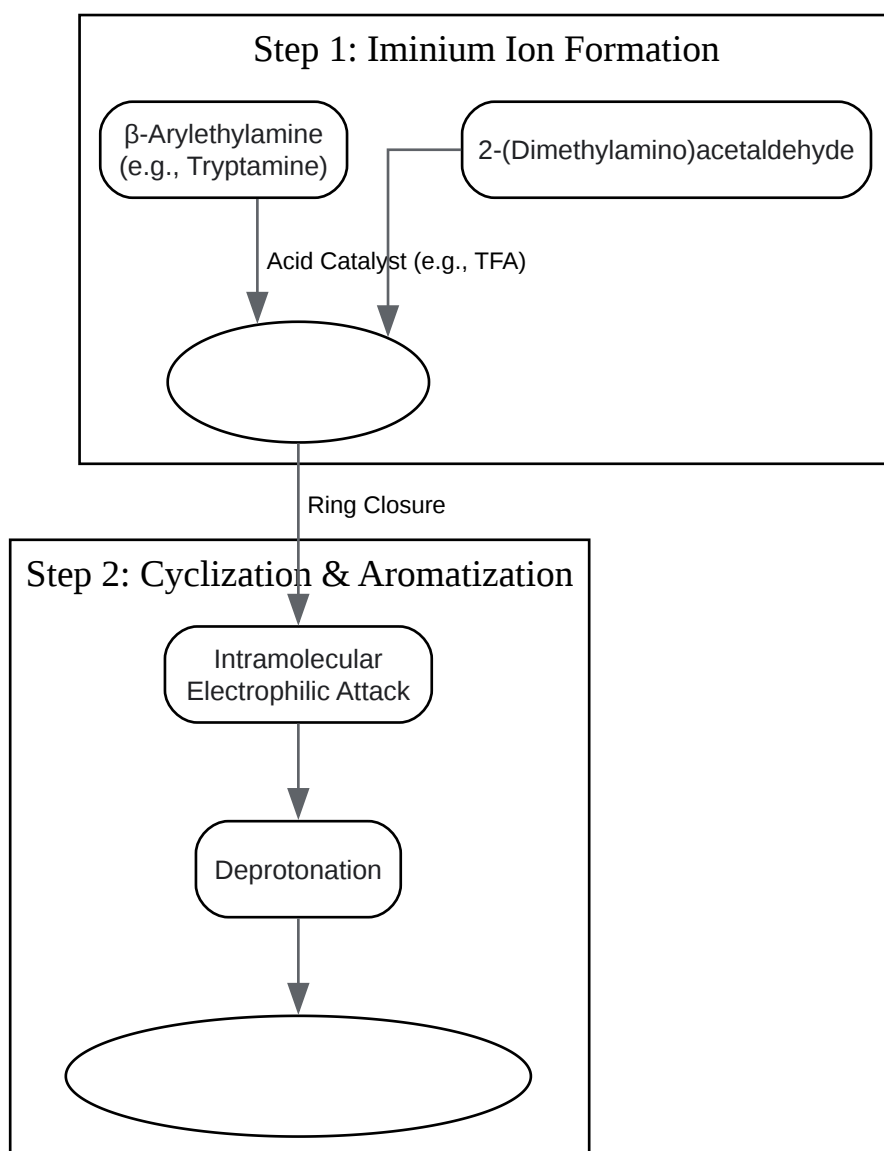 Step 1: Iminium Ion Formation
β-Arylethylamine
(e.g., Tryptamine)
2-(Dimethylamino)acetaldehyde
Acid Catalyst (e.g., TFA)
Ring Closure
Step 2: Cyclization & Aromatization
Intramolecular
Electrophilic Attack
Deprotonation